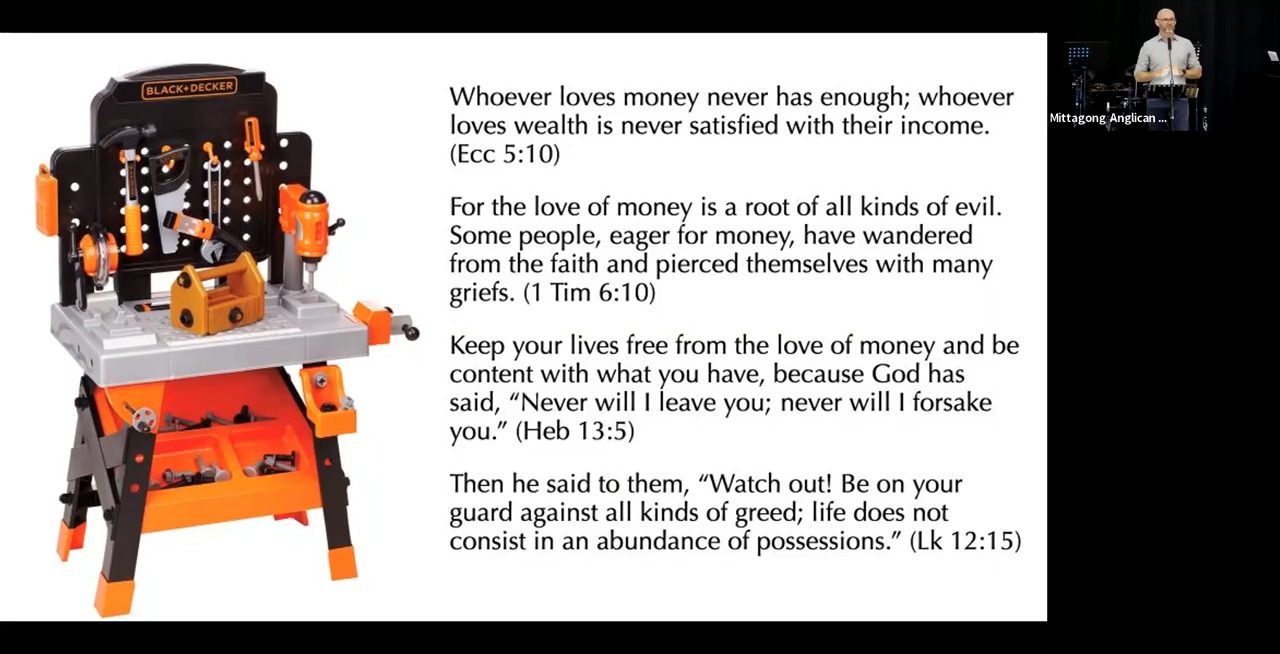 BLACK+DECKER
Whoever loves money never has enough; whoever
loves wealth is never satisfied with their income.
(Ecc 5:10)
For the love of money is a root of all kinds of evil.
Some people, eager for money, have wandered
from the faith and pierced themselves with many
griefs. (1 Tim 6:10)
Keep your lives free from the love of money and be
content with what you have, because God has
said, “Never will I leave you; never will I forsake
you.” (Heb 13:5)
Then he said to them, “Watch out! Be on your
guard against all kinds of greed; life does not
consist in an abundance of possessions.” (Lk 12:15)
Mittagong Anglican ...